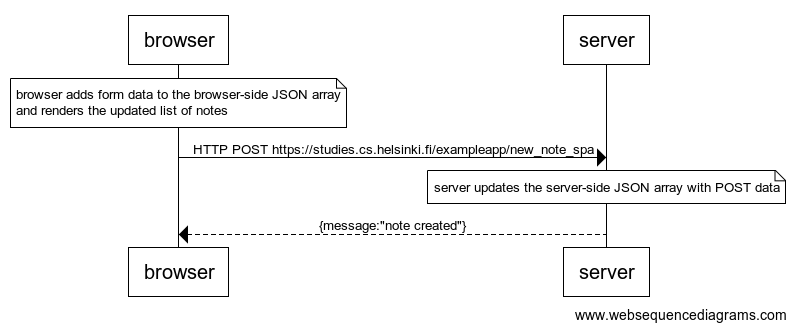 browser
server
browser adds form data to the browser-side JSON array
and renders the updated list of notes
HTTP POST https://studies.cs.helsinki.fi/exampleapp/new_note_spa
server updates the server-side JSON array with POST data
{message:"note created"}
browser
server
www.websequencediagrams.com